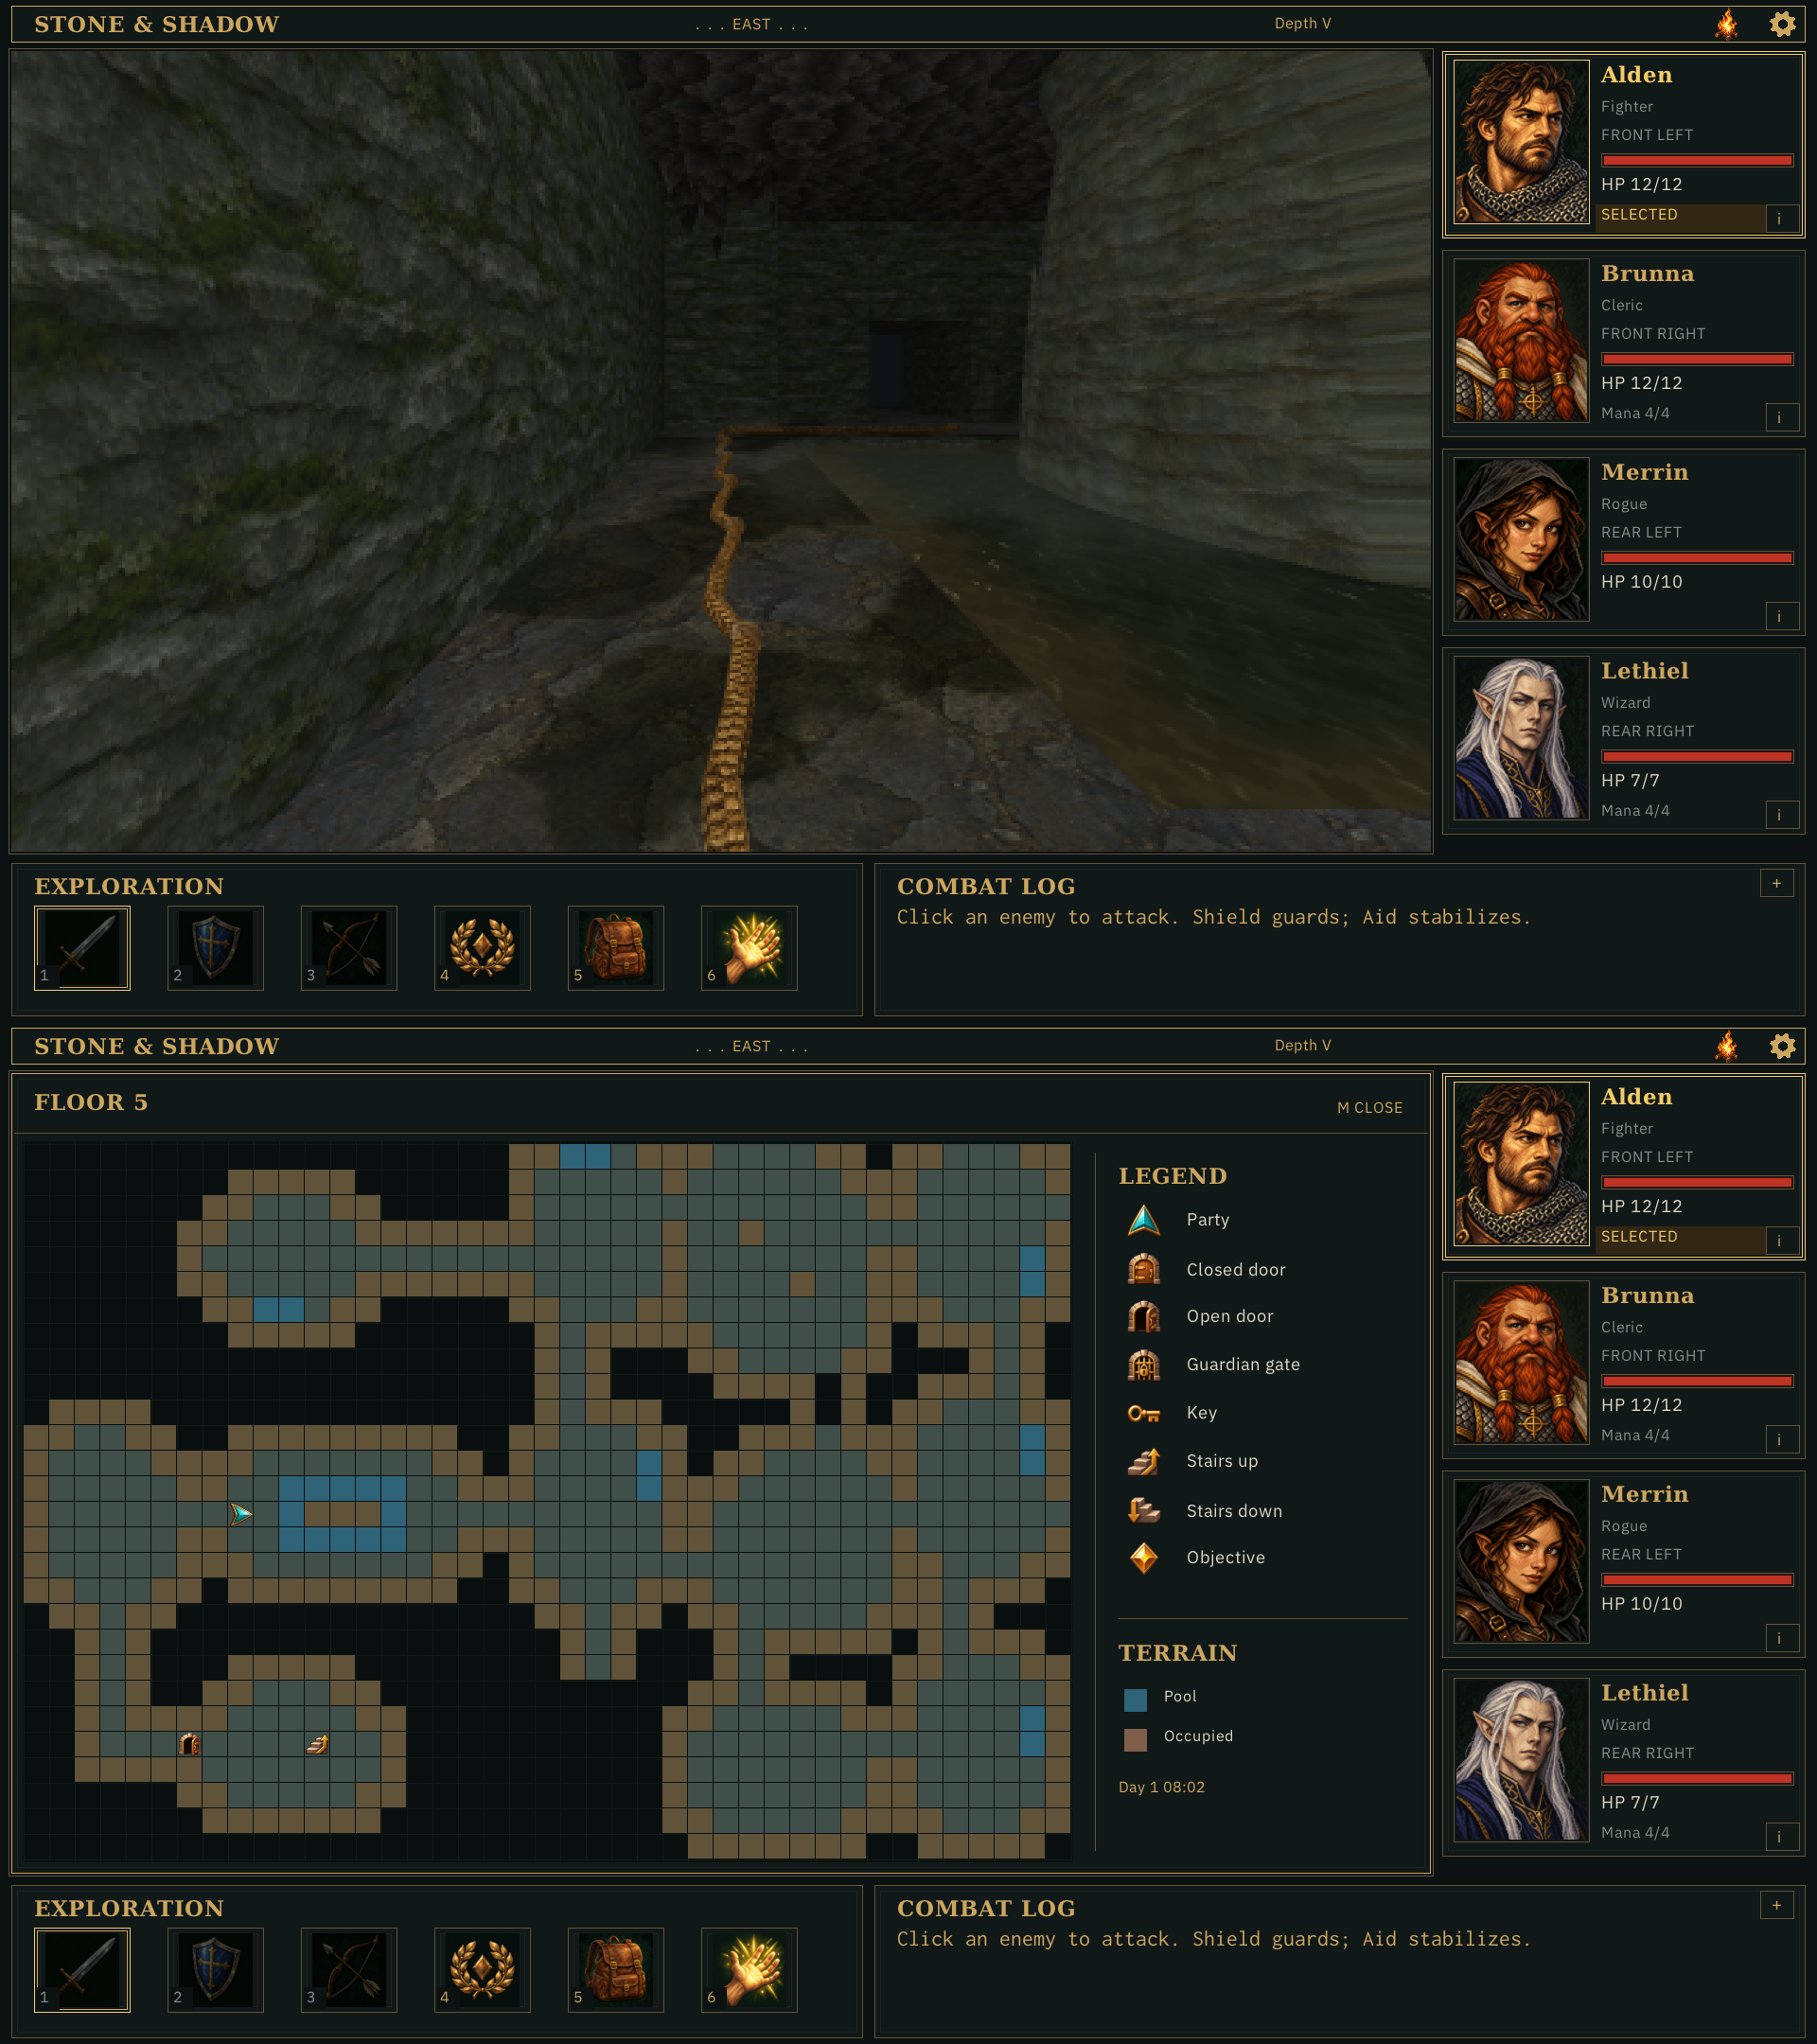 STONE & SHADOW
. . . EAST . . .
Depth V
Alden
Fighter
FRONT LEFT
HP 12/12
SELECTED
i
Brunna
Cleric
FRONT RIGHT
HP 12/12
Mana 4/4
i
Merrin
Rogue
REAR LEFT
HP 10/10
i
Lethiel
Wizard
REAR RIGHT
HP 7/7
Mana 4/4
i
EXPLORATION
1
2
3
4
5
6
COMBAT LOG
+
Click an enemy to attack. Shield guards; Aid stabilizes.
STONE & SHADOW
. . . EAST . . .
Depth V
FLOOR 5
M CLOSE
LEGEND
Party
Closed door
Open door
Guardian gate
Key
Stairs up
Stairs down
Objective
TERRAIN
Pool
Occupied
Day 1 08:02
Alden
Fighter
FRONT LEFT
HP 12/12
SELECTED
i
Brunna
Cleric
FRONT RIGHT
HP 12/12
Mana 4/4
i
Merrin
Rogue
REAR LEFT
HP 10/10
i
Lethiel
Wizard
REAR RIGHT
HP 7/7
Mana 4/4
i
EXPLORATION
1
2
3
4
5
6
COMBAT LOG
+
Click an enemy to attack. Shield guards; Aid stabilizes.